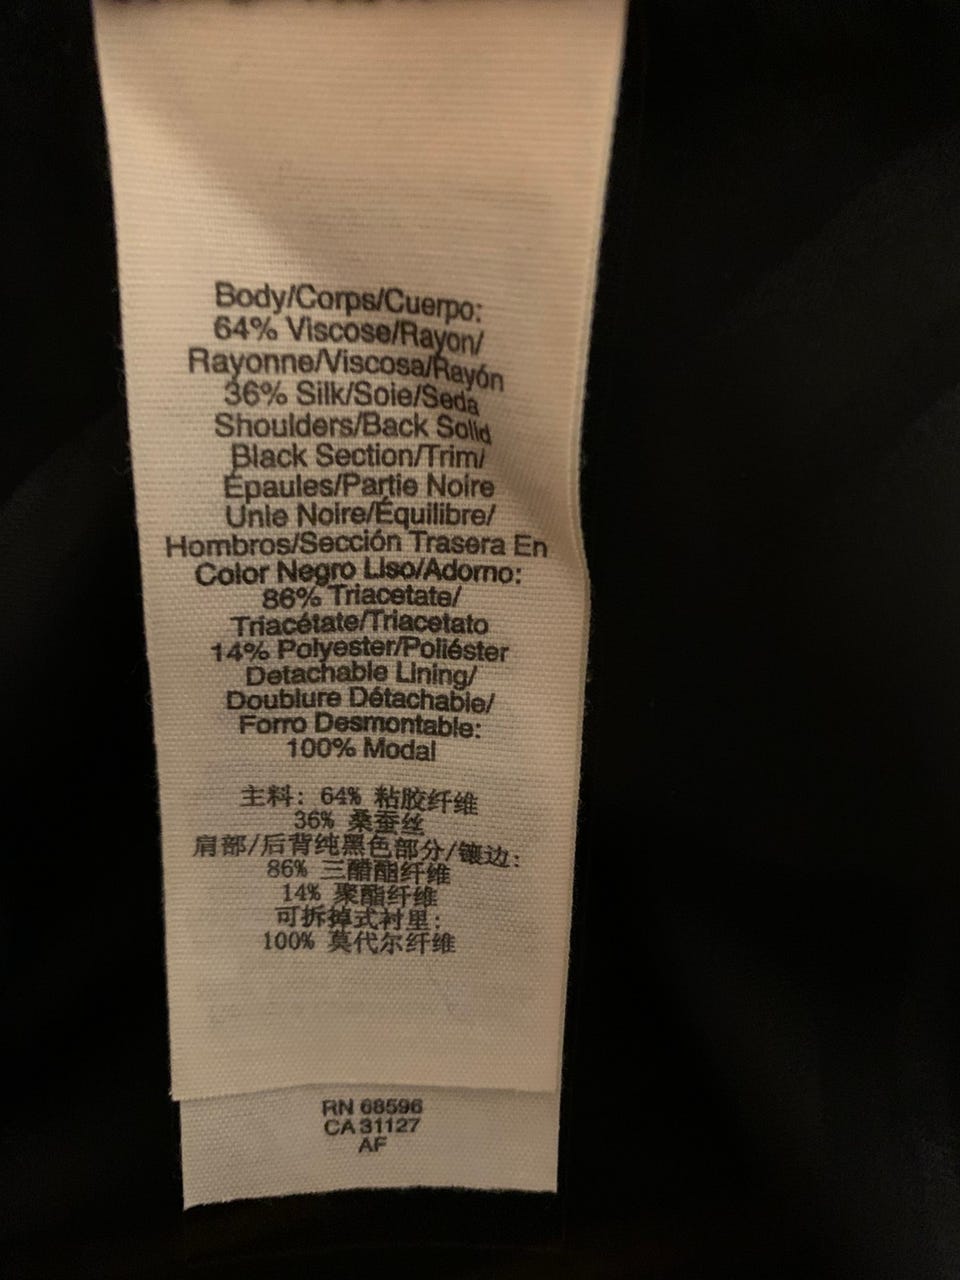 Body/Corps/Cuerpo:
64% Viscose/Rayon/
Rayonne/Viscosa/Rayón
36% Silk/Soie/Seda
Shoulders/Back Solid
Black Section/Trim/
Épaules/Partie Noire
Unie Noire/Équilibre/
Hombros/Sección Trasera En
Color Negro Liso/Adorno:
86% Triacetate/
Triacétate/Triacetato
14% Polyester/Poliéster
Detachable Lining/
Doublure Détachable/
Forro Desmontable:
100% Modal
主料: 64% 粘胶纤维
36% 桑蚕丝
肩部/后背纯黑色部分/镶边:
86% 三醋酯纤维
14% 聚酯纤维
可拆掉式衬里:
100% 莫代尔纤维
RN 68596
CA 31127
AF